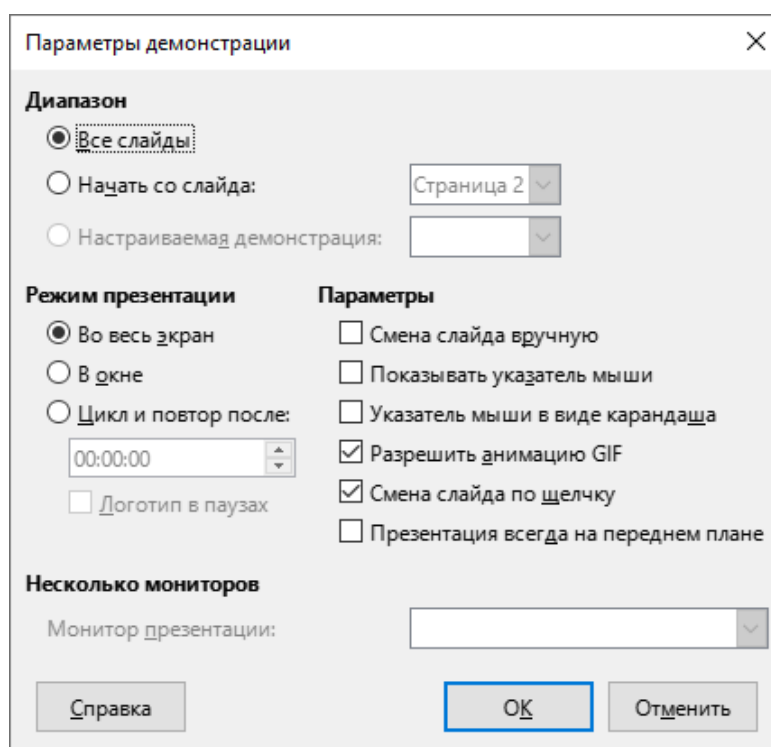 Параметры демонстрации
Диапазон
Все слайды
Начать со слайда: Страница 2
Настраиваемая демонстрация:
Режим презентации Параметры
Во весь экран Смена слайда вручную
В окне Показывать указатель мыши
Цикл и повтор после: Указатель мыши в виде карандаша
00:00:00 Разрешить анимацию GIF
Логотип в паузах Смена слайда по щелчку
Презентация всегда на переднем плане
Несколько мониторов
Монитор презентации:
Справка ОК Отменить